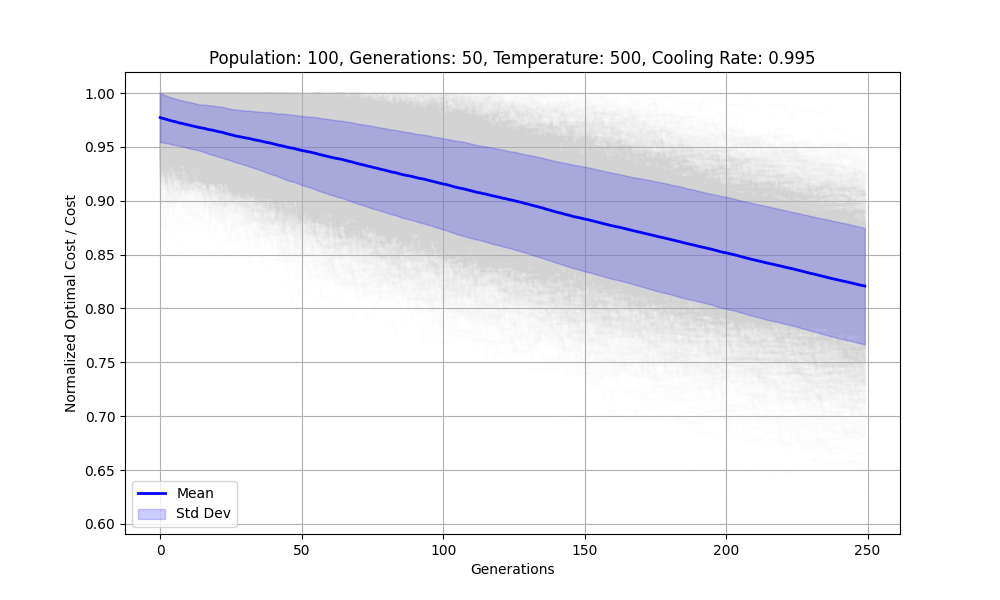 Population: 100, Generations: 50, Temperature: 500, Cooling Rate: 0.995
Normalized Optimal Cost / Cost
1.00
0.95
0.90
0.85
0.80
0.75
0.70
0.65
0.60
Mean
Std Dev
0 50 100 150 200 250
Generations